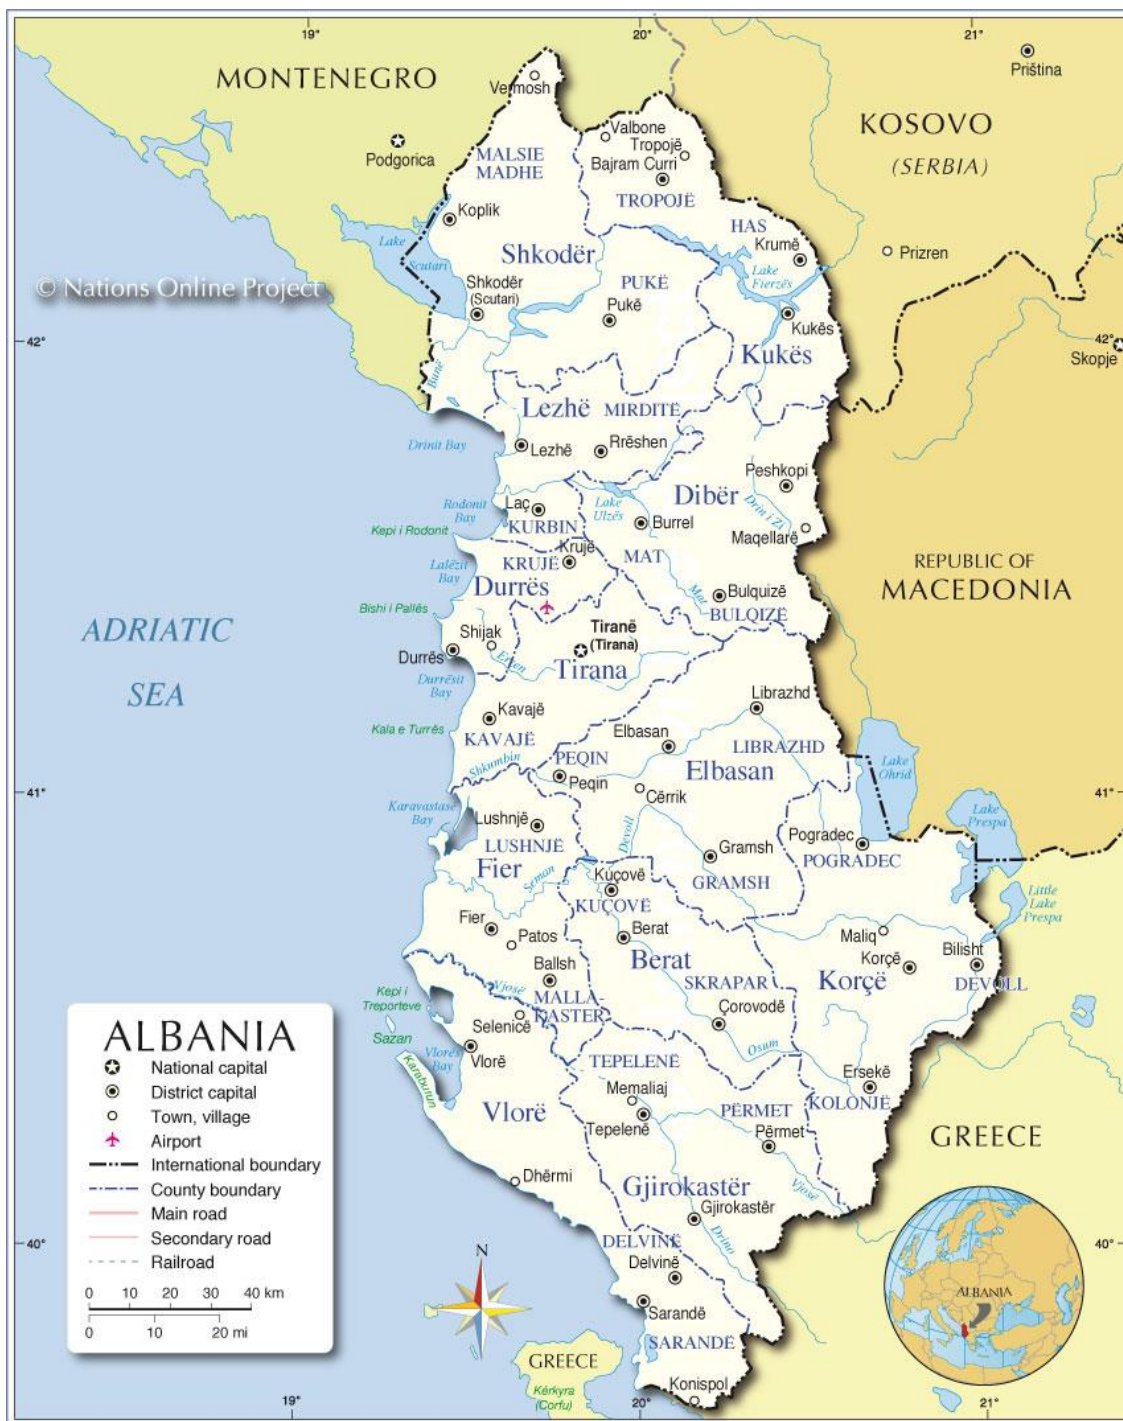 19°
20°
21°
MONTENEGRO
Vermosh
Priština
KOSOVO
(SERBIA)
Podgorica
Valbone
Tropojë
Bajram Curri
MALSIE
MADHE
TROPOJË
Koplik
HAS
Krumë
Prizren
Lake
Scutari
Shkodër
Lake
Fierzës
© Nations Online Project
Shkodër
(Scutari)
PUKË
Pukë
Kukës
42°
42°
Skopje
Kukës
Bunë
Lezhë
MIRDITË
Drinit Bay
Lezhë
Rrëshen
Peshkopi
Dibër
Rodonit
Bay
Laç
Lake
Ulzës
Drin i Zi
KURBIN
Burrel
Kepi i Rodonit
Maqellarë
Krujë
KRUJË
MAT
REPUBLIC OF
MACEDONIA
Lalëzit
Bay
Durrës
Mat
Bulquizë
BULQIZË
Bishi i Pallës
ADRIATIC
SEA
Shijak
Tiranë
(Tirana)
Durrës
Erzen
Tirana
Durrësit
Bay
Librazhd
Kavajë
Kala e Turrës
KAVAJË
Elbasan
LIBRAZHD
Shkumbin
PEQIN
Peqin
Elbasan
Lake
Ohrid
41°
41°
Cërrik
Karavastase
Bay
Lake
Prespa
Lushnjë
LUSHNJË
Devoll
Pogradec
POGRADEC
Gramsh
GRAMSH
Fier
Seman
Kuçovë
KUÇOVË
Little
Lake
Prespa
Fier
Patos
Berat
Berat
Maliq
Korçë
Bilisht
Ballsh
Korçë
DEVOLL
Vjosë
SKRAPAR
Kepi i
Treporteve
MALLA-
KASTER
Çorovodë
Selenicë
Sazan
Vlorë
Vlorës
Bay
Osum
TEPELENË
Karaburun
Ersekë
KOLONJË
Memaliaj
Vlorë
Tepelenë
PËRMET
Përmet
GREECE
Dhërmi
Gjirokastër
Vjosë
Gjirokastër
Drino
DELVINË
40°
40°
Delvinë
Sarandë
SARANDË
Konispol
GREECE
Kérkyra
(Corfu)
N
ALBANIA
ALBANIA
National capital
District capital
Town, village
Airport
International boundary
County boundary
Main road
Secondary road
Railroad
0 10 20 30 40 km
0 10 20 mi
19°
20°
21°